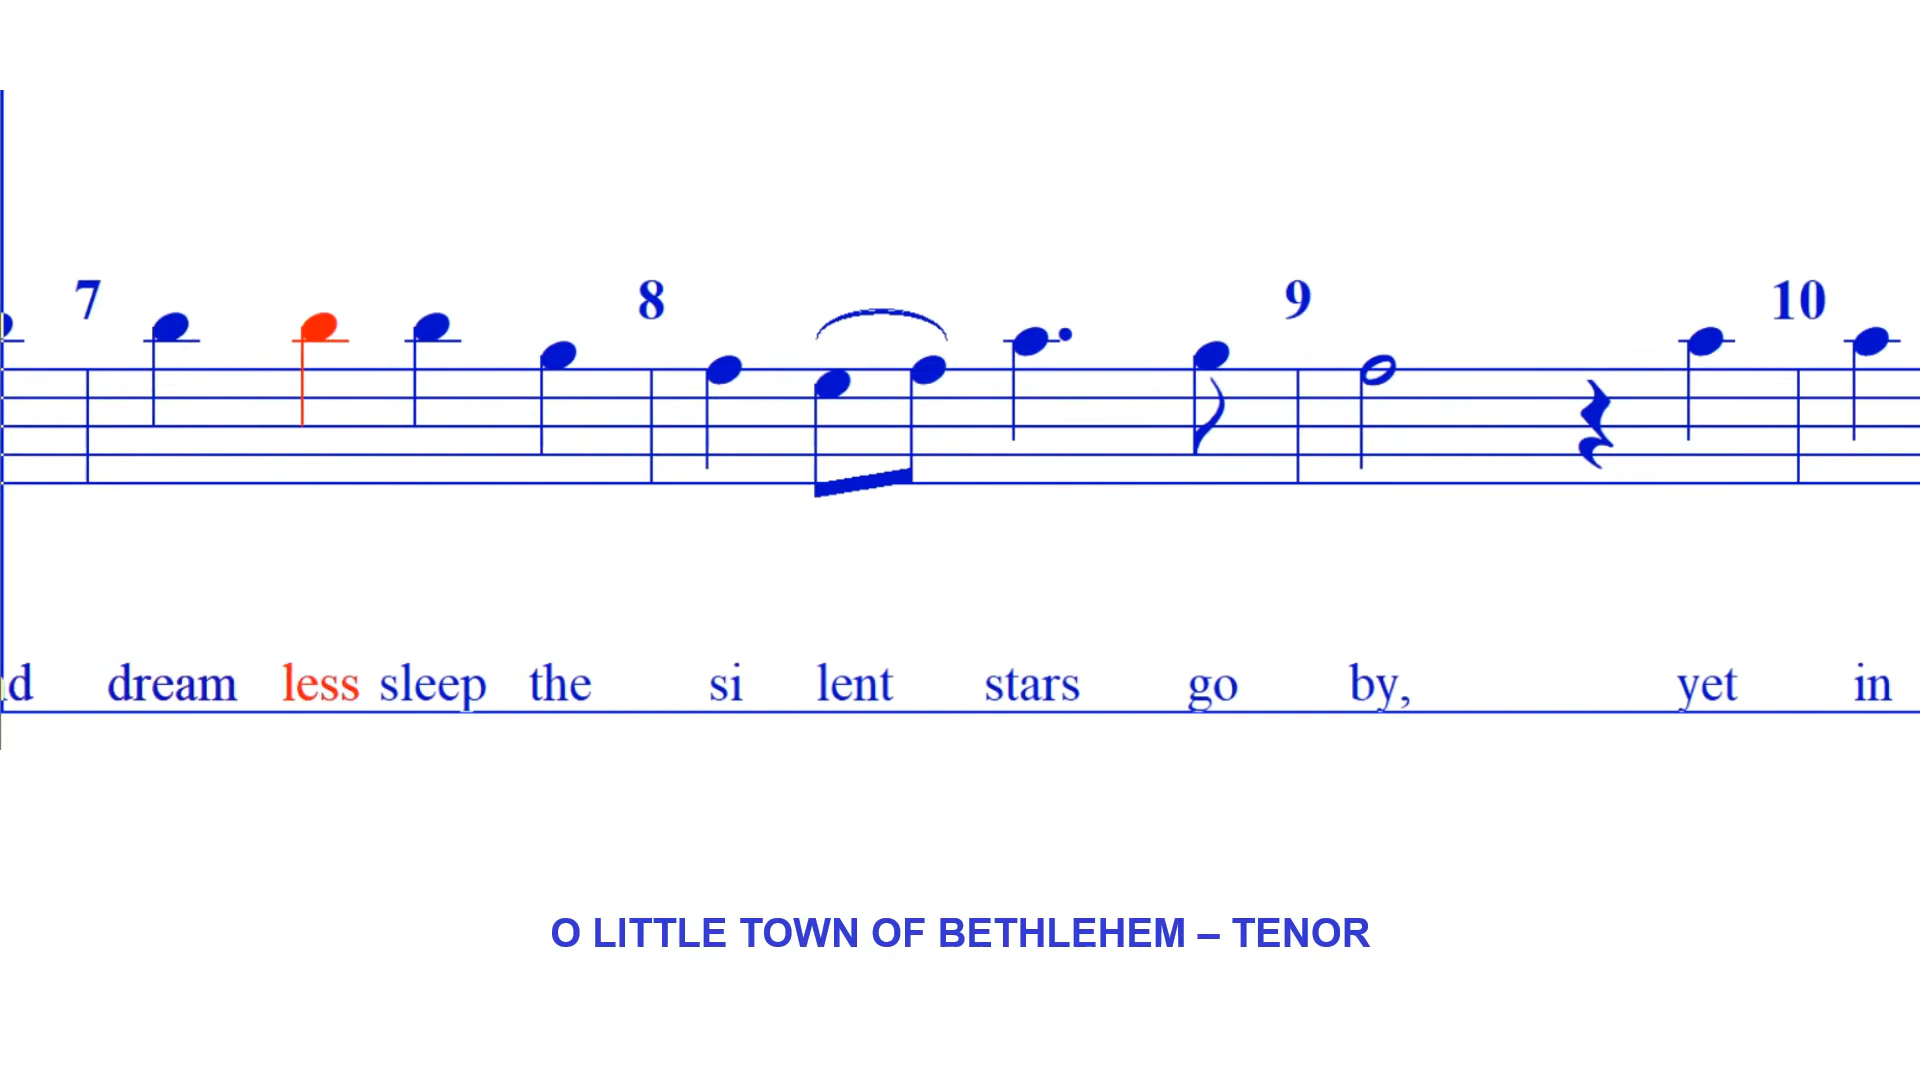 7 8 9 10
d dream less sleep the si lent stars go by, yet in
O LITTLE TOWN OF BETHLEHEM – TENOR